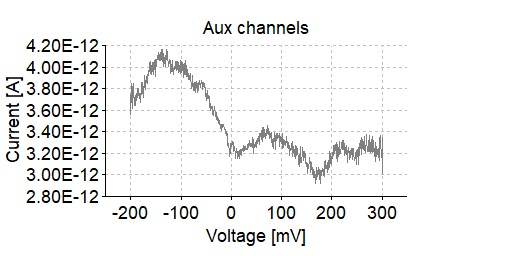 Aux channels
4.20E-12
4.00E-12
3.80E-12
3.60E-12
3.40E-12
3.20E-12
3.00E-12
2.80E-12
Current [A]
-200 -100 0 100 200 300
Voltage [mV]